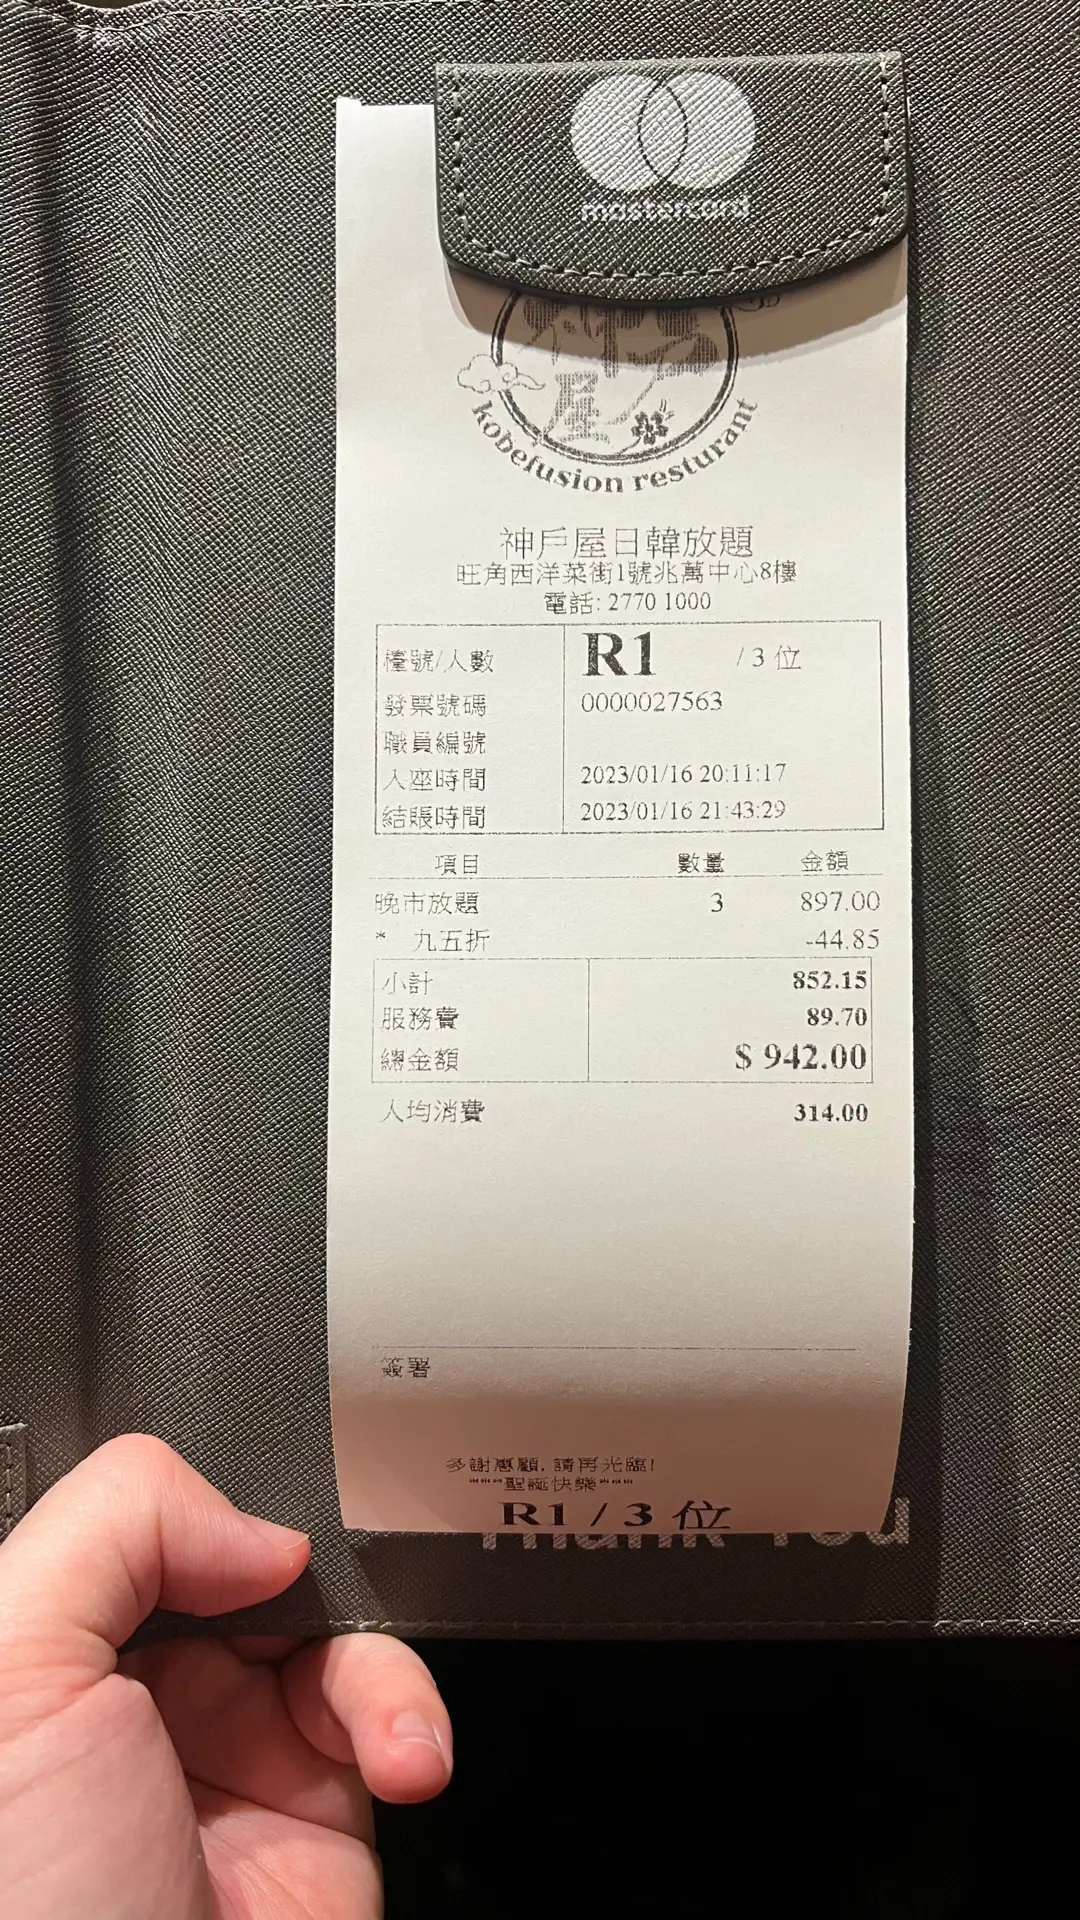 mastercard
屋
kobefusion resturant
神戶屋日韓放題
旺角西洋菜街1號兆萬中心8樓
電話: 2770 1000
檯號/人數 R1 / 3 位
發票號碼 0000027563
職員編號
入座時間 2023/01/16 20:11:17
結賬時間 2023/01/16 21:43:29
項目 數量 金額
晚市放題 3 897.00
* 九五折 -44.85
小計 852.15
服務費 89.70
總金額 $ 942.00
人均消費 314.00
簽署
多謝惠顧, 請再光臨!
***聖誕快樂****
R1 / 3 位
Thank You